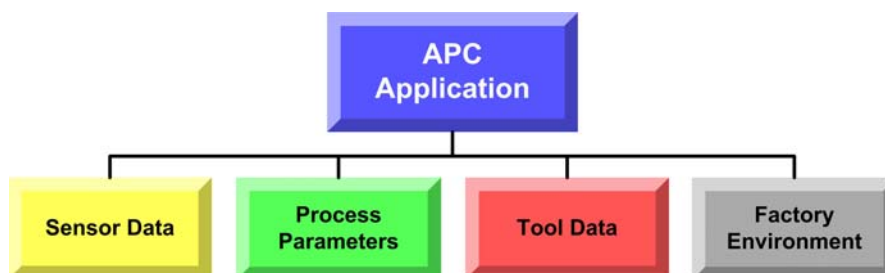 APC
Application
Sensor Data
Process
Parameters
Tool Data
Factory
Environment